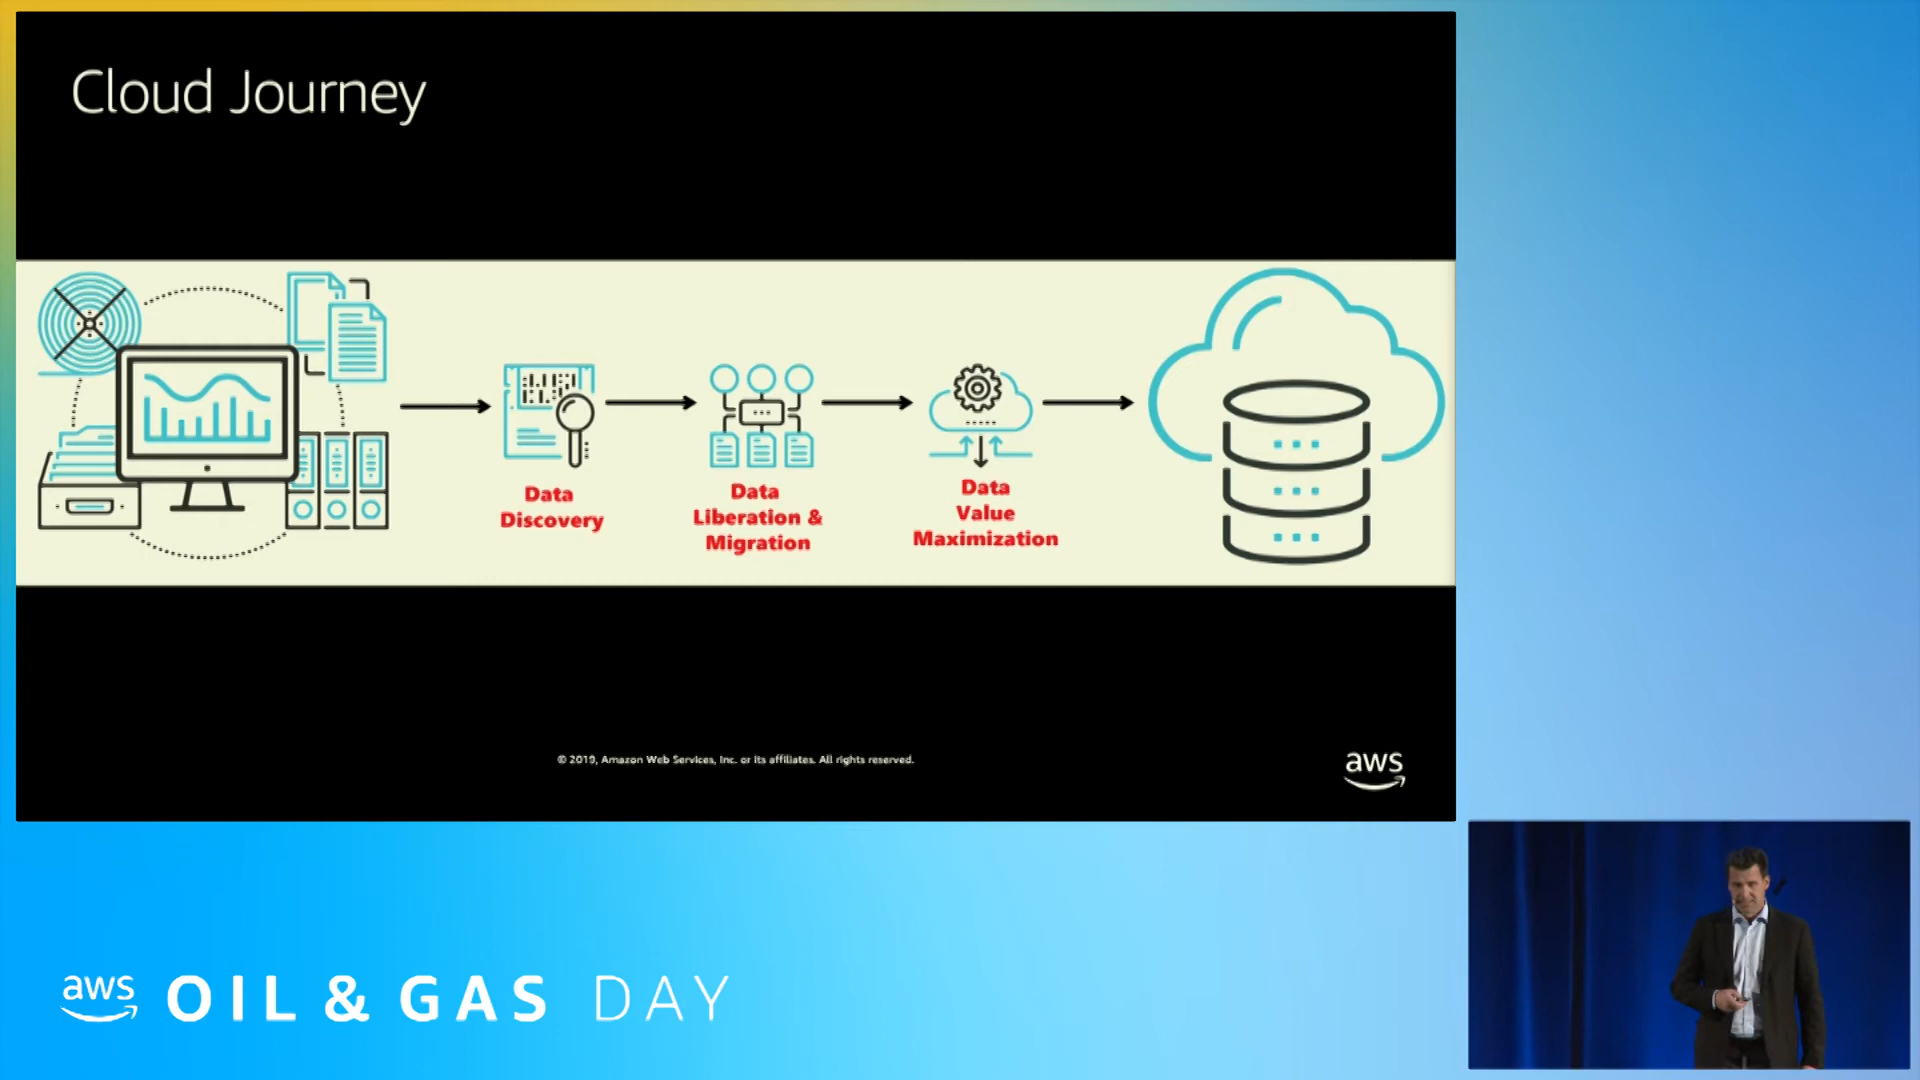 Cloud Journey
Data
Discovery
Data
Liberation &
Migration
Data
Value
Maximization
© 2019, Amazon Web Services, Inc. or its affiliates. All rights reserved.
aws
aws OIL & GAS DAY